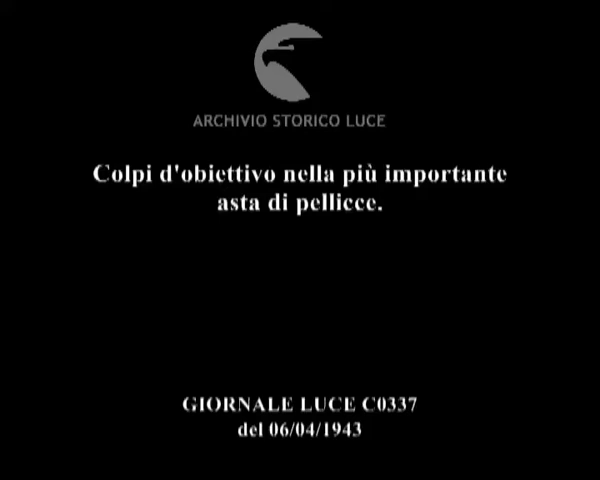 ARCHIVIO STORICO LUCE
Colpi d'obiettivo nella più importante
asta di pellicce.
GIORNALE LUCE C0337
del 06/04/1943